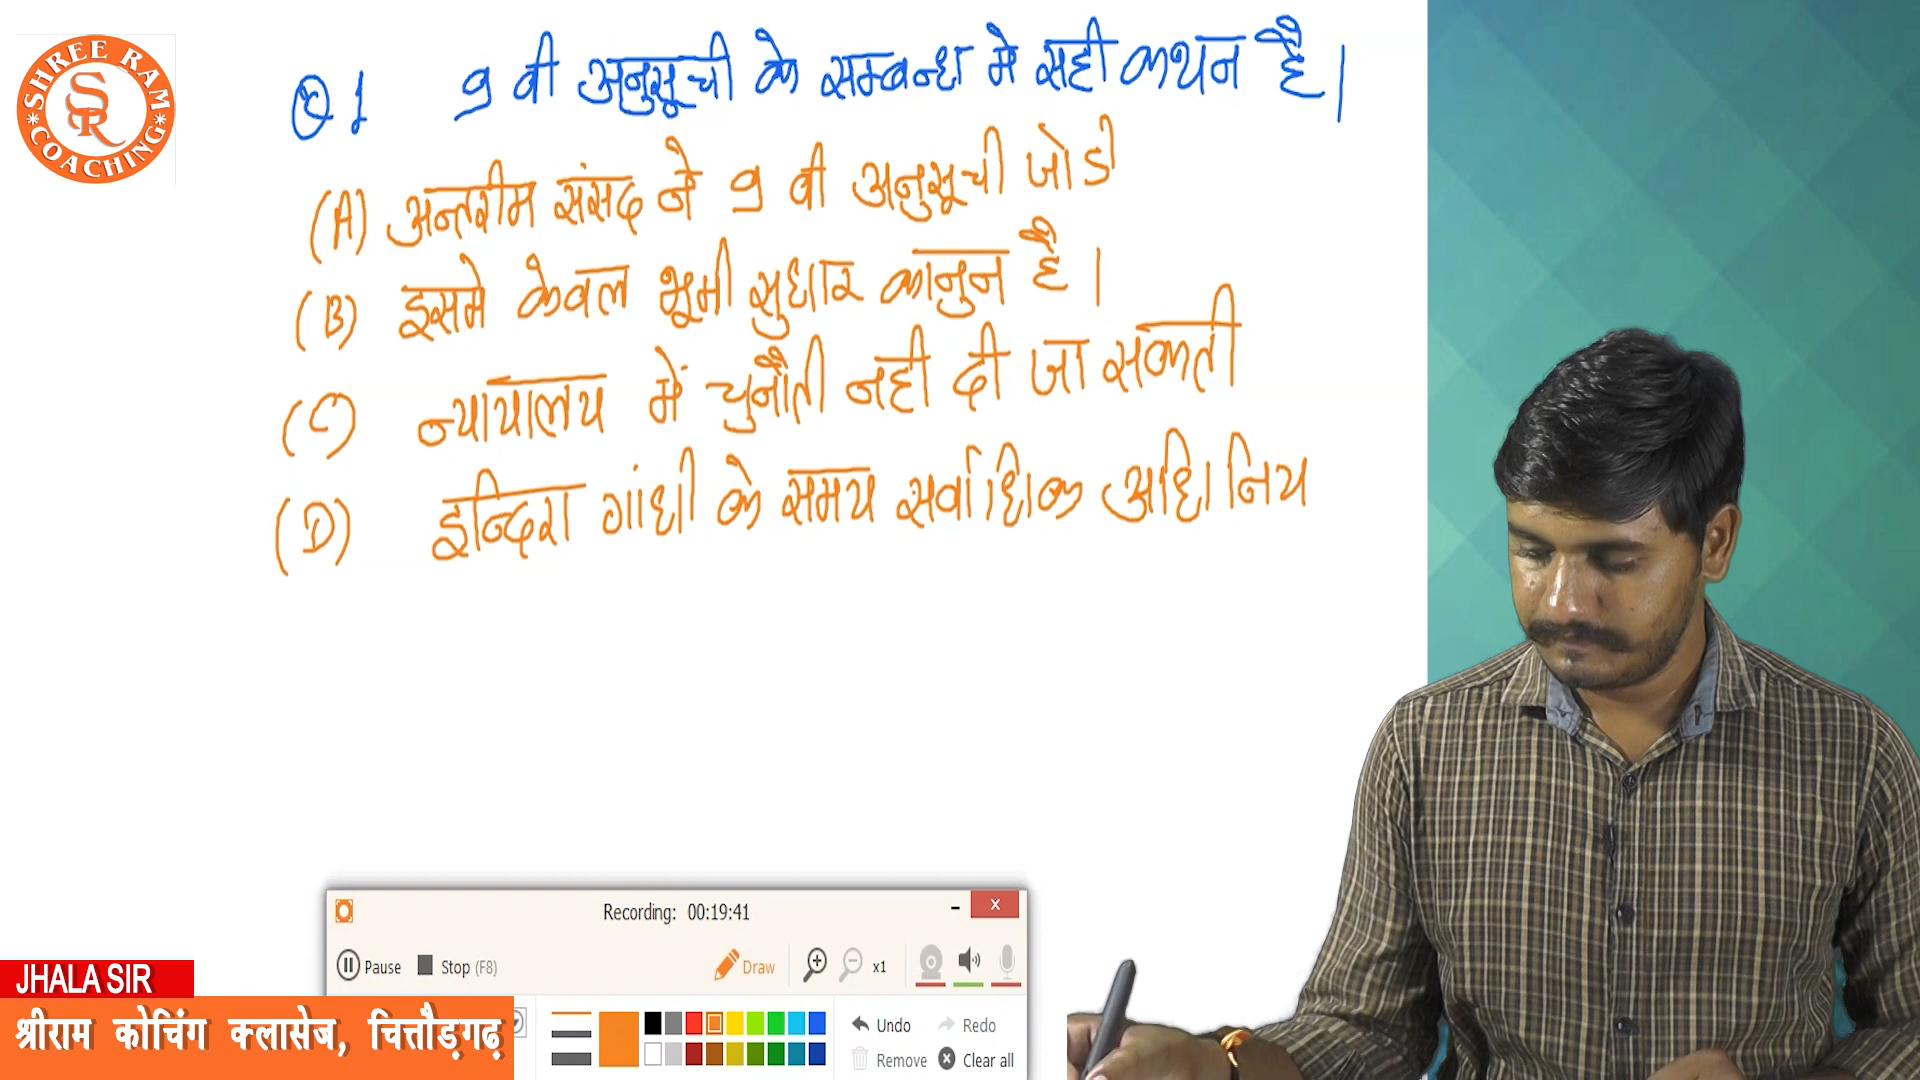 SHREE RAM
SR
COACHING
Q 1 9 वी अनुसूची के सम्बन्ध मे सही कथन है।
(A) अन्तरीम संसद ने 9 वी अनुसूची जोडी
(B) इसमे केवल भूमी सुधार कानुन है।
(C) न्यायालय में चुनौती नही दी जा सकती
(D) इन्दिरा गांधी के समय सर्वाधिक अधिनिय
Recording: 00:19:41
Pause Stop (F8) Draw x1
Undo Redo
Remove Clear all
JHALA SIR
श्रीराम कोचिंग क्लासेज, चित्तौड़गढ़